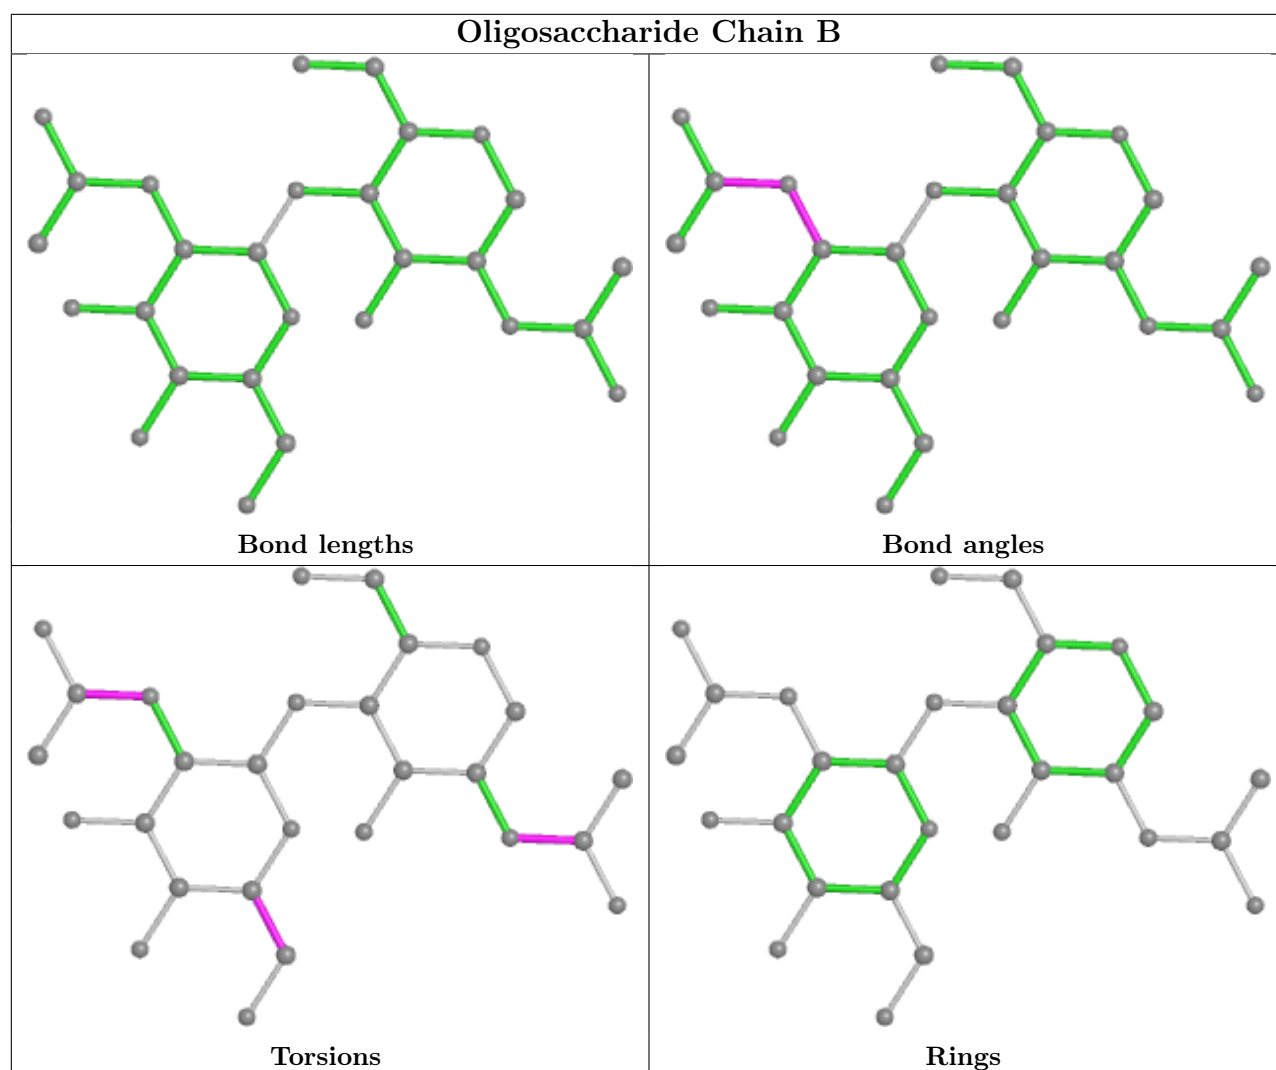 Oligosaccharide Chain B
Bond lengths
Bond angles
Torsions
Rings